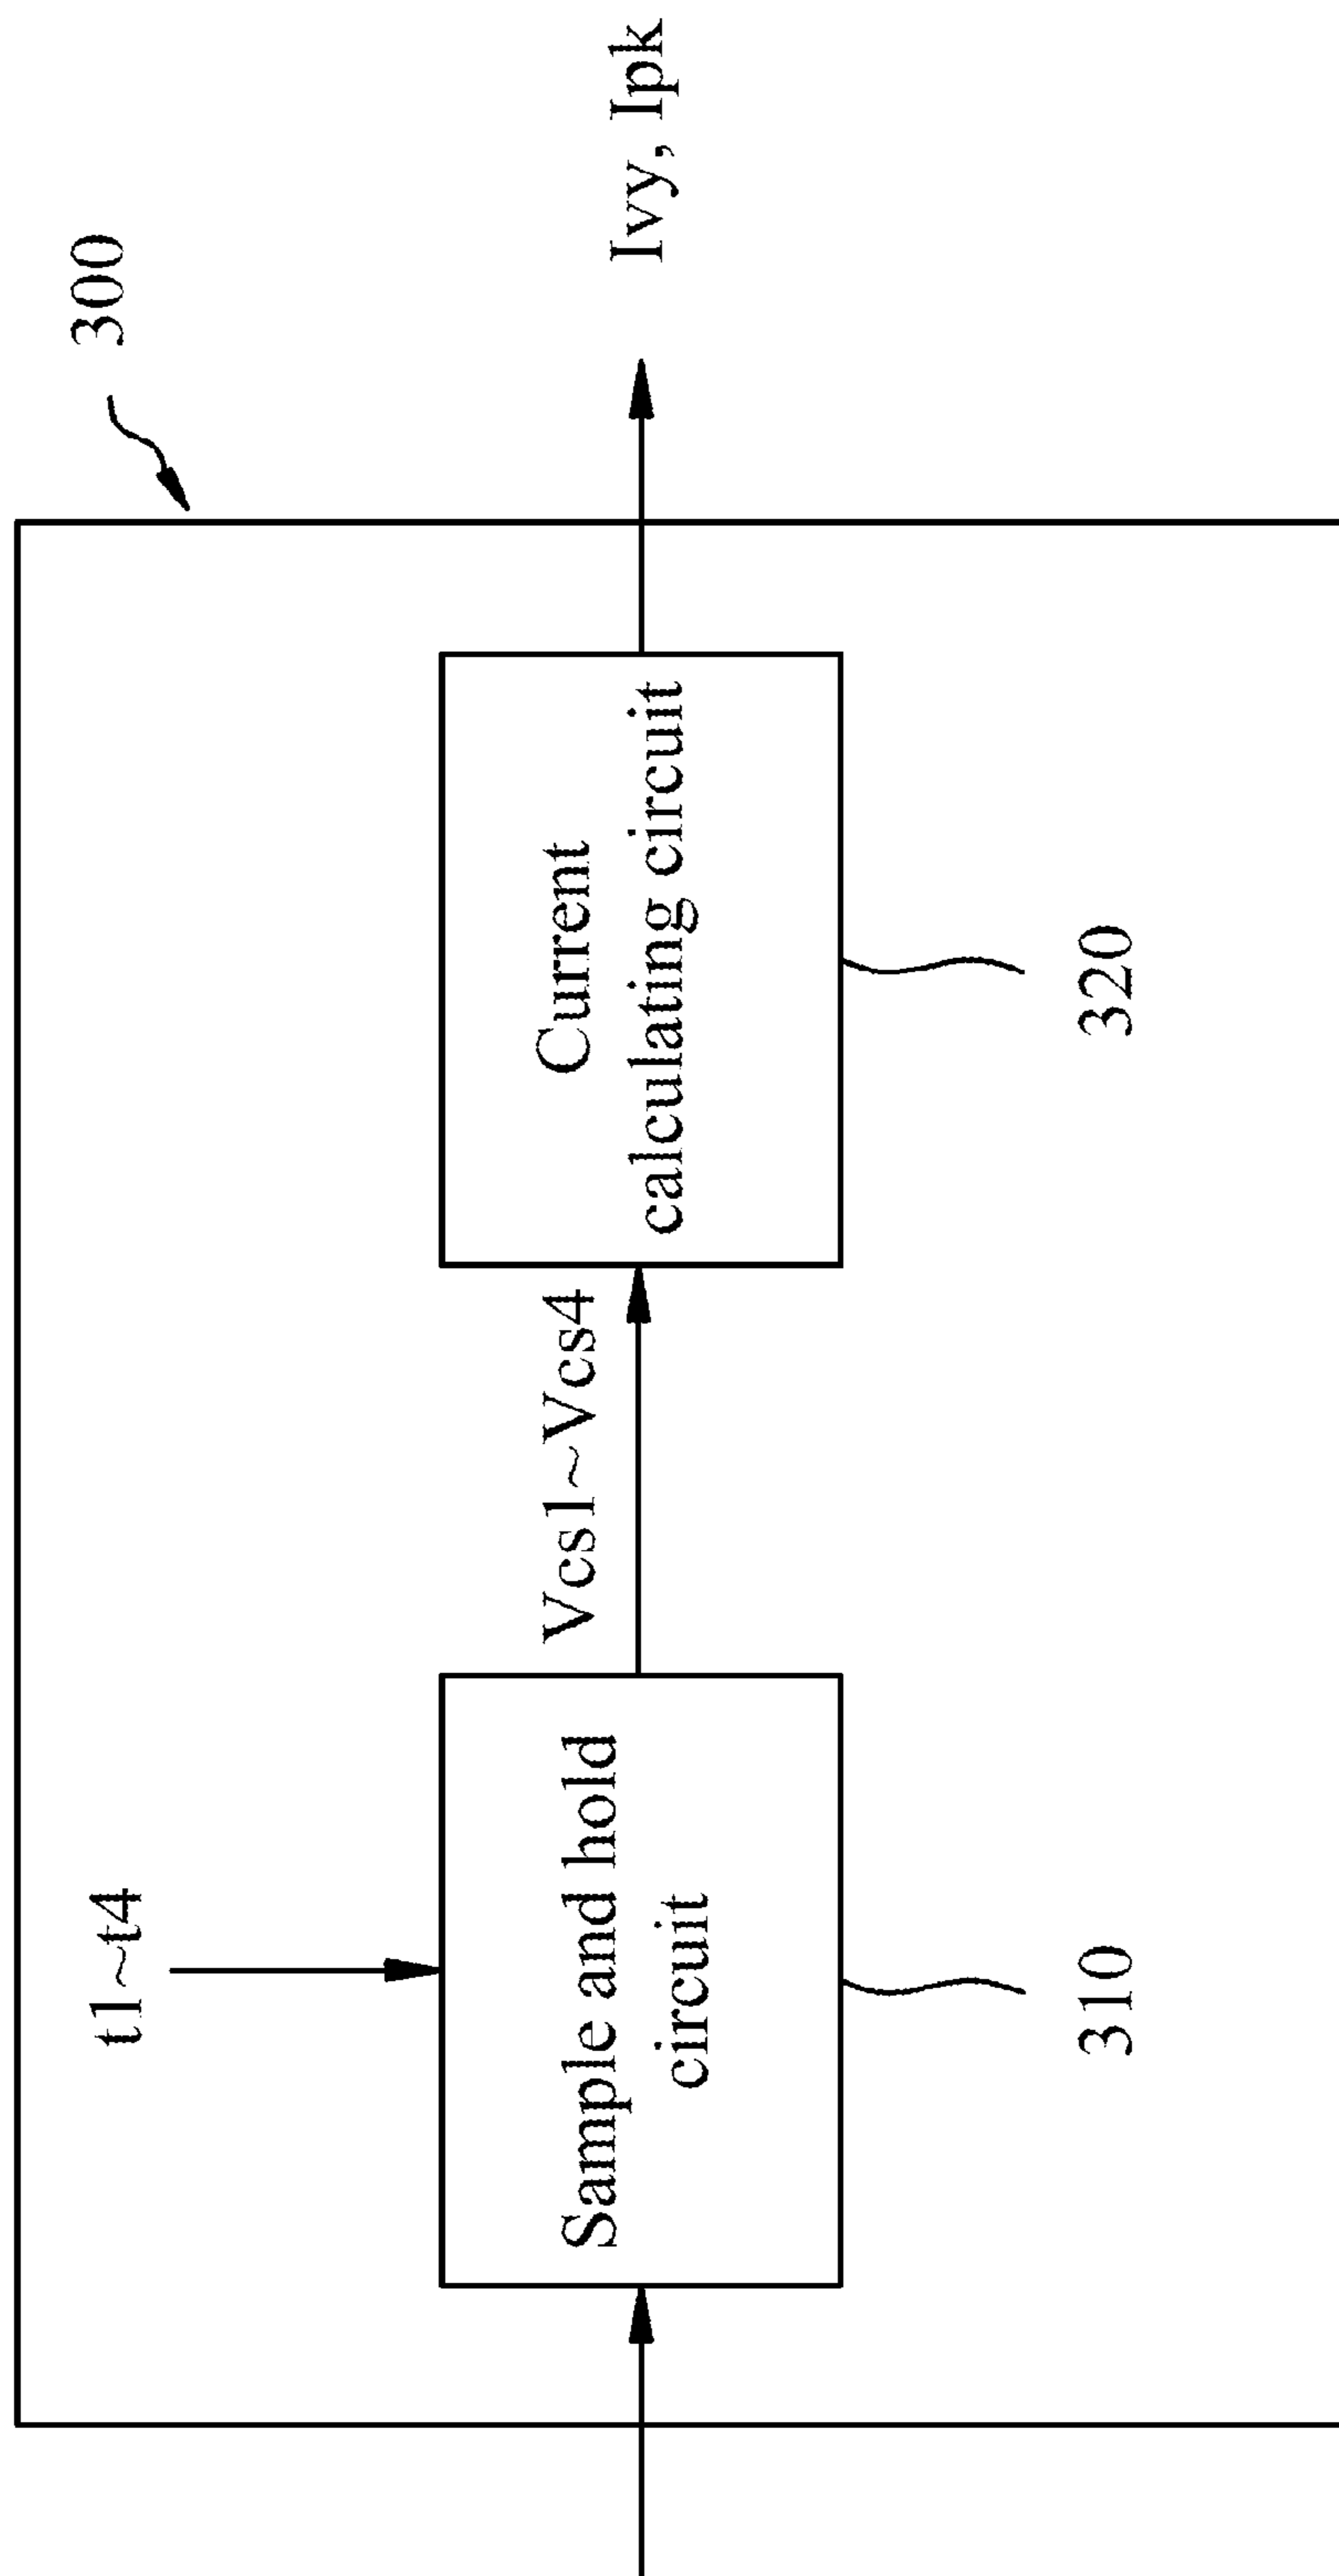 300
t1~t4
Sample and hold
circuit
Vcs1~Vcs4
Current
calculating circuit
Ivy, Ipk
310
320